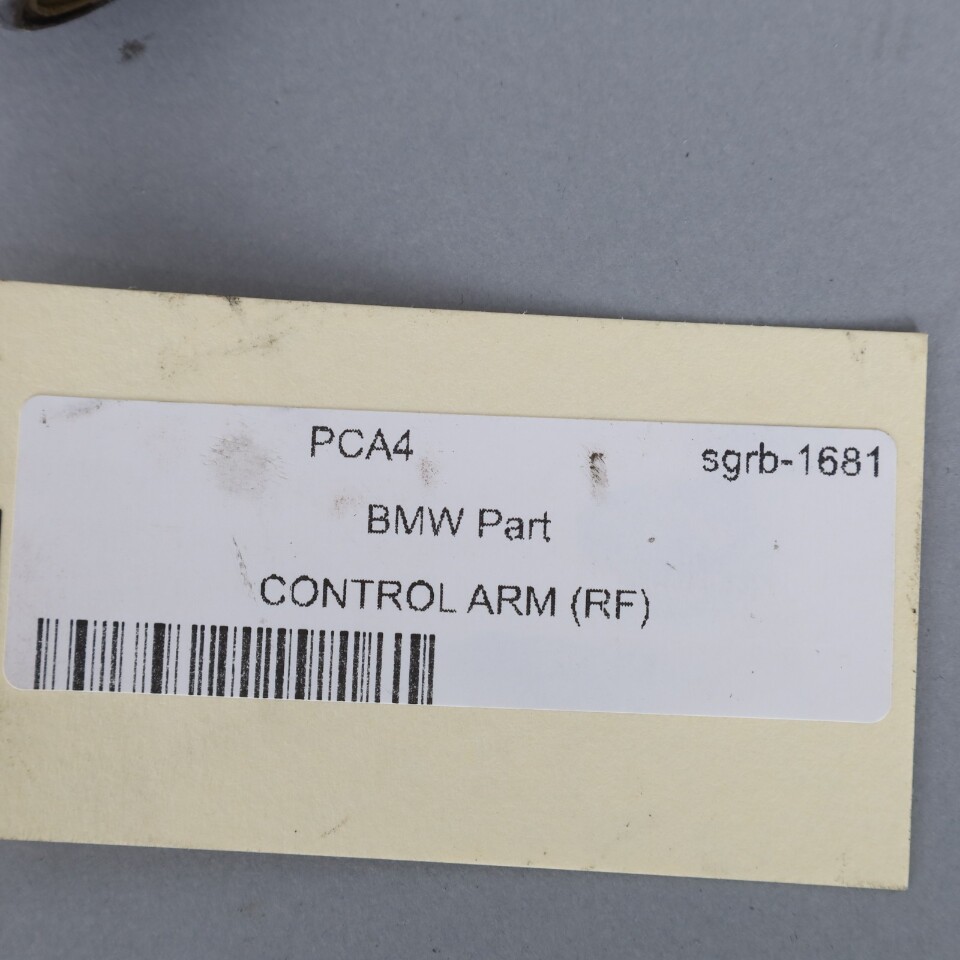 PCA4 sgrb-1681
BMW Part
CONTROL ARM (RF)